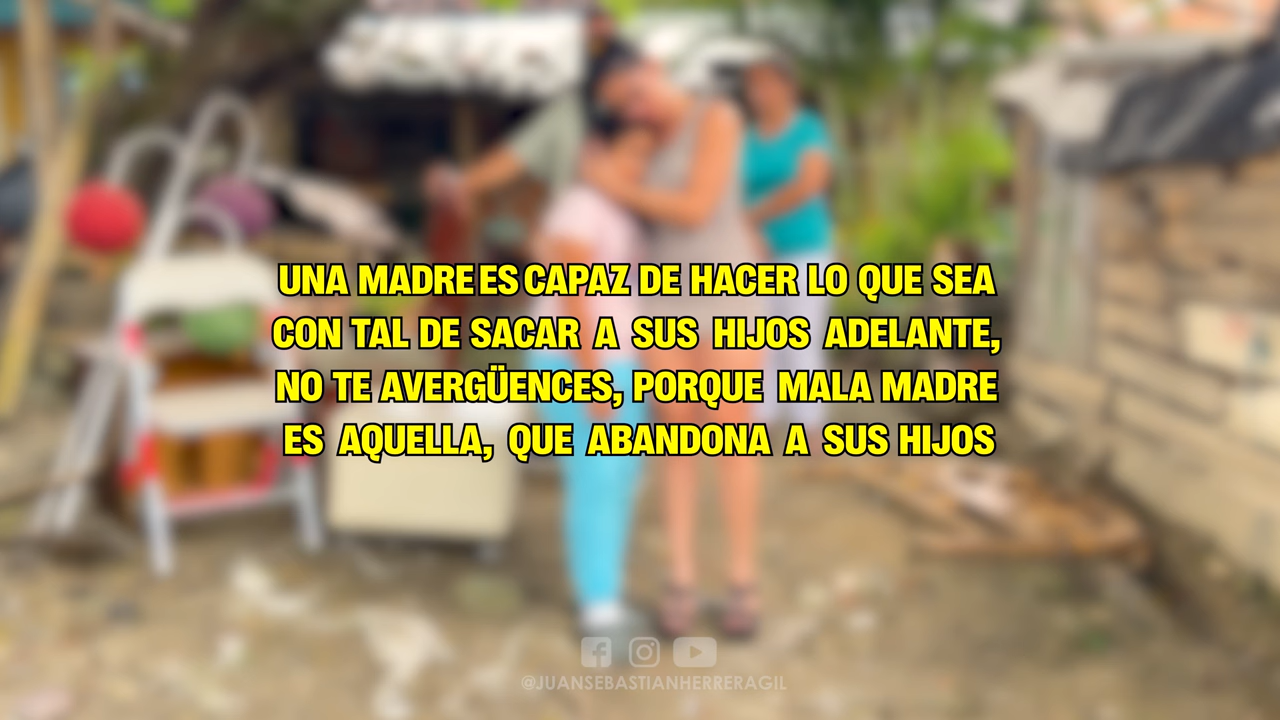 UNA MADRE ES CAPAZ DE HACER LO QUE SEA
CON TAL DE SACAR A SUS HIJOS ADELANTE,
NO TE AVERGÜENCES, PORQUE MALA MADRE
ES AQUELLA, QUE ABANDONA A SUS HIJOS
@JUANSEBASTIANHERRERAGIL